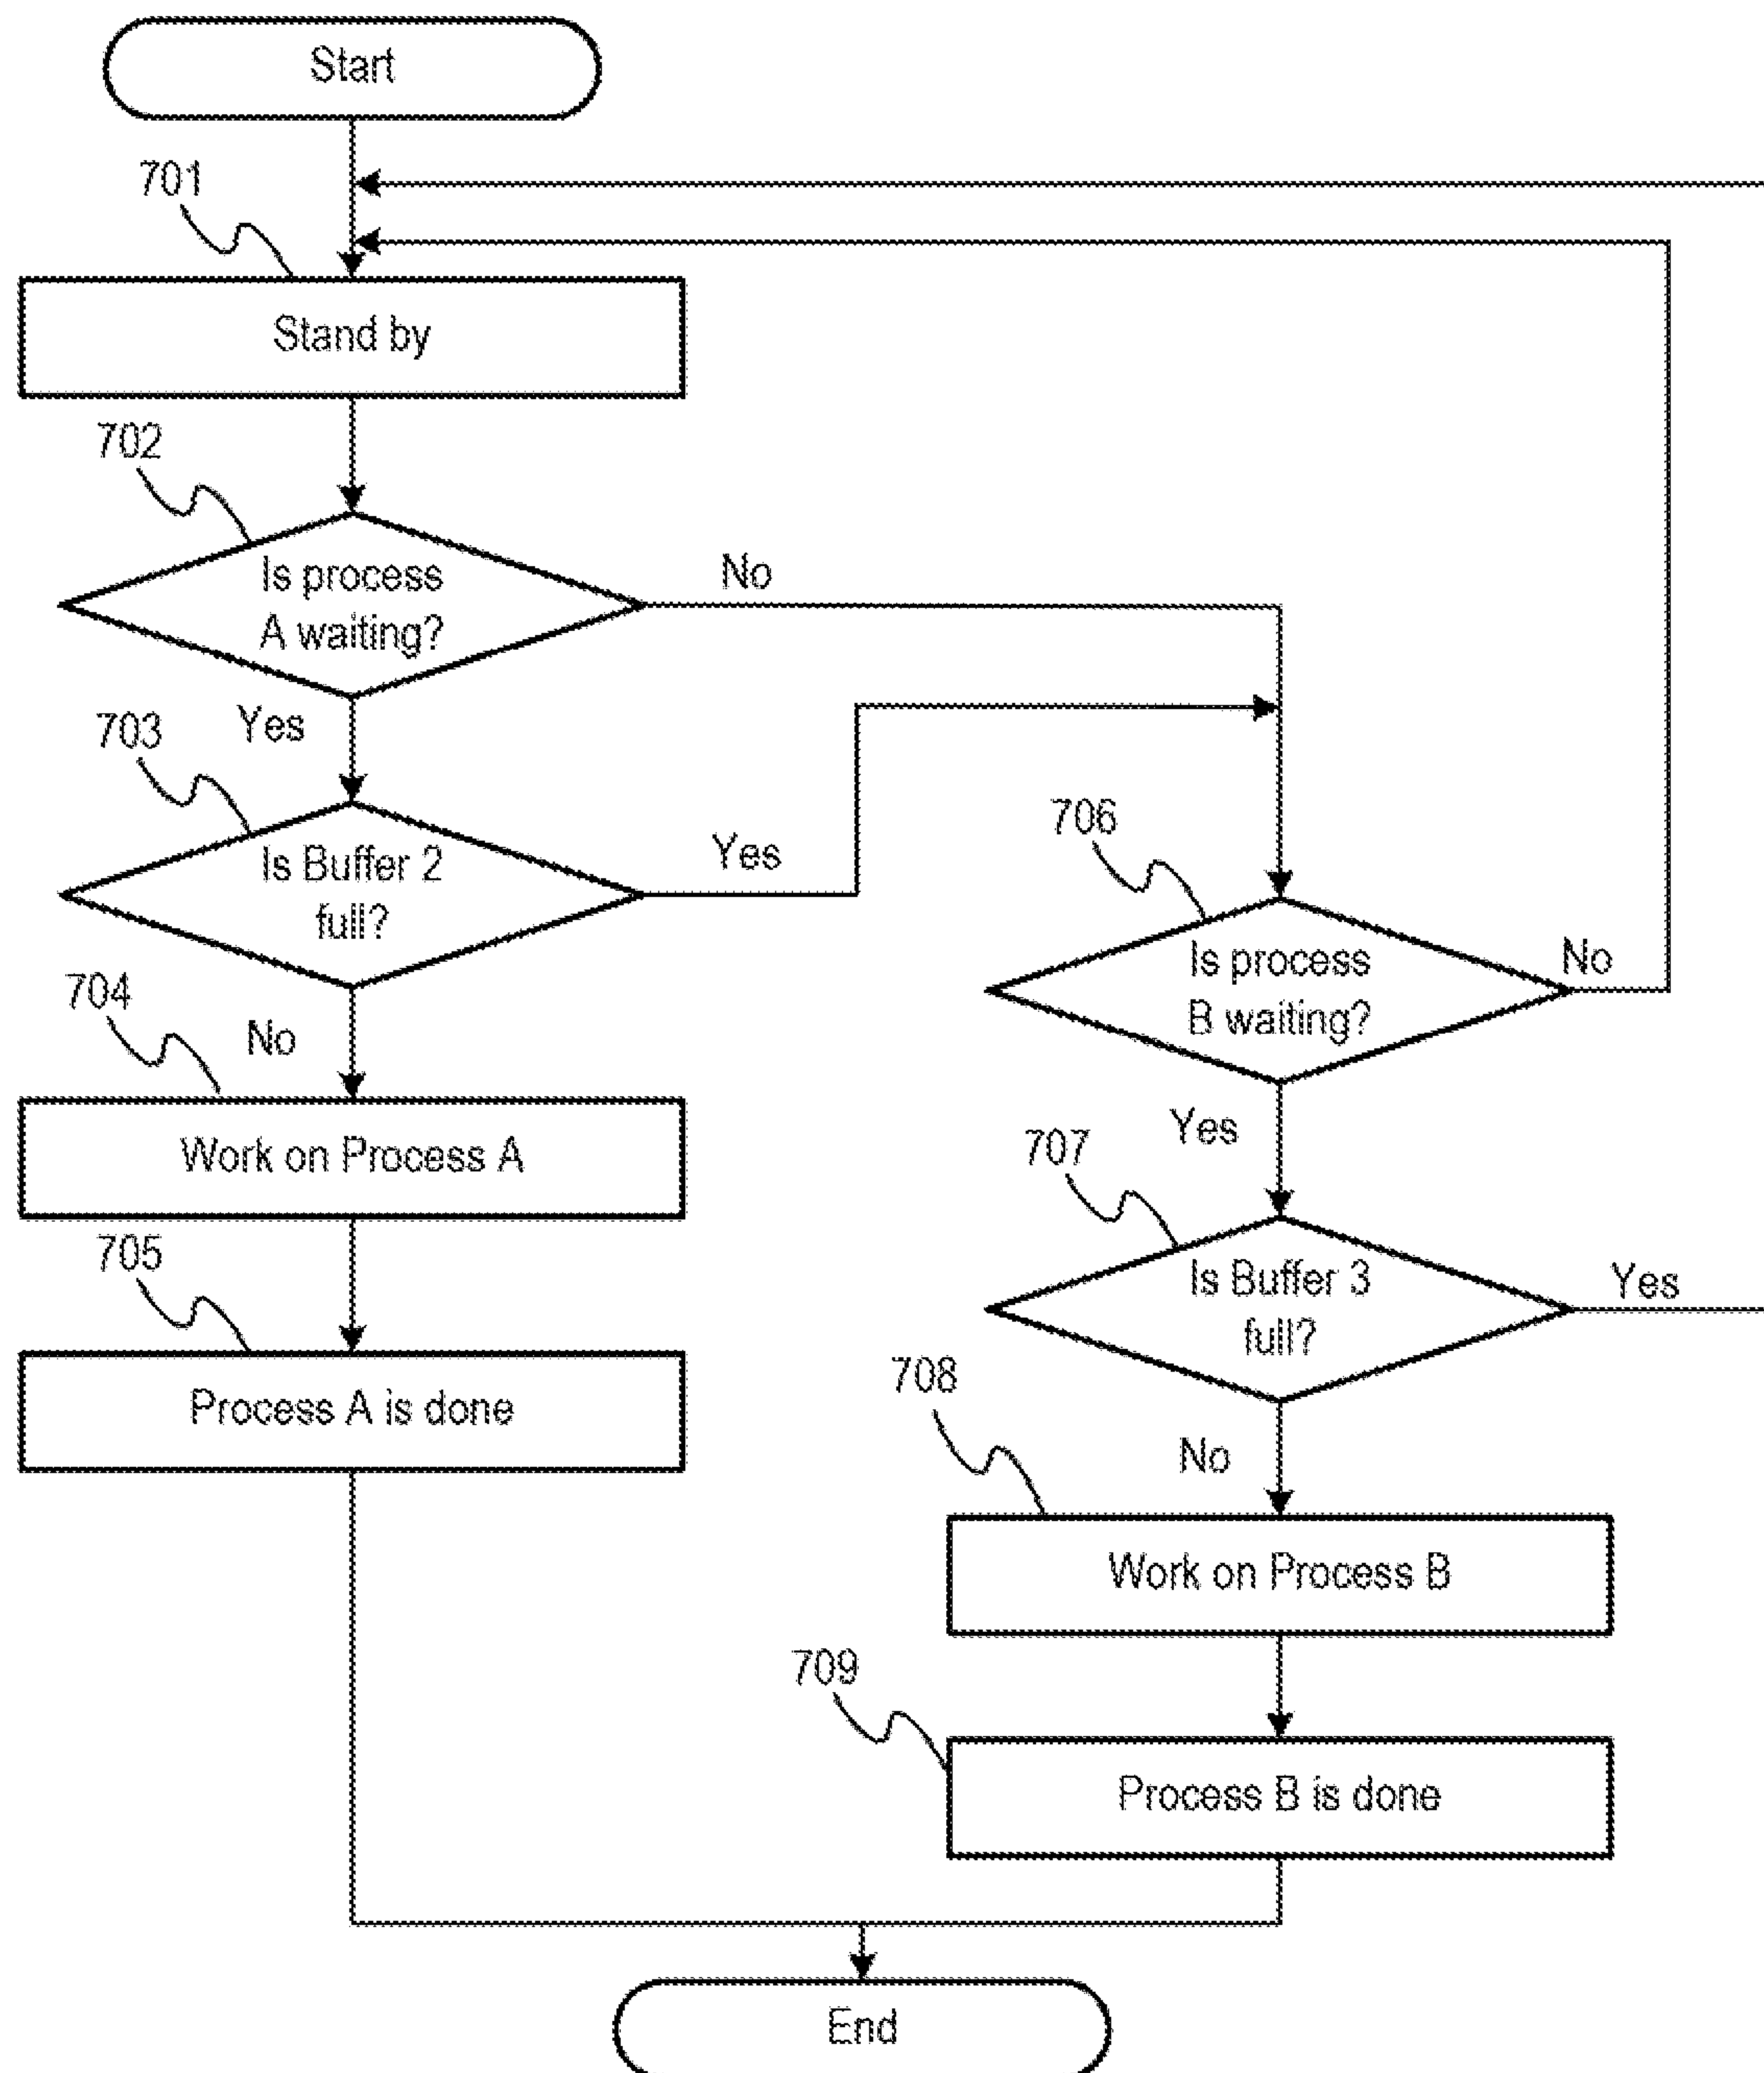 Start
701
Stand by
702
Is process
A waiting?
No
Yes
703
Is Buffer 2
full?
Yes
No
704
Work on Process A
705
Process A is done
706
Is process
B waiting?
No
Yes
707
Is Buffer 3
full?
Yes
No
708
Work on Process B
709
Process B is done
End